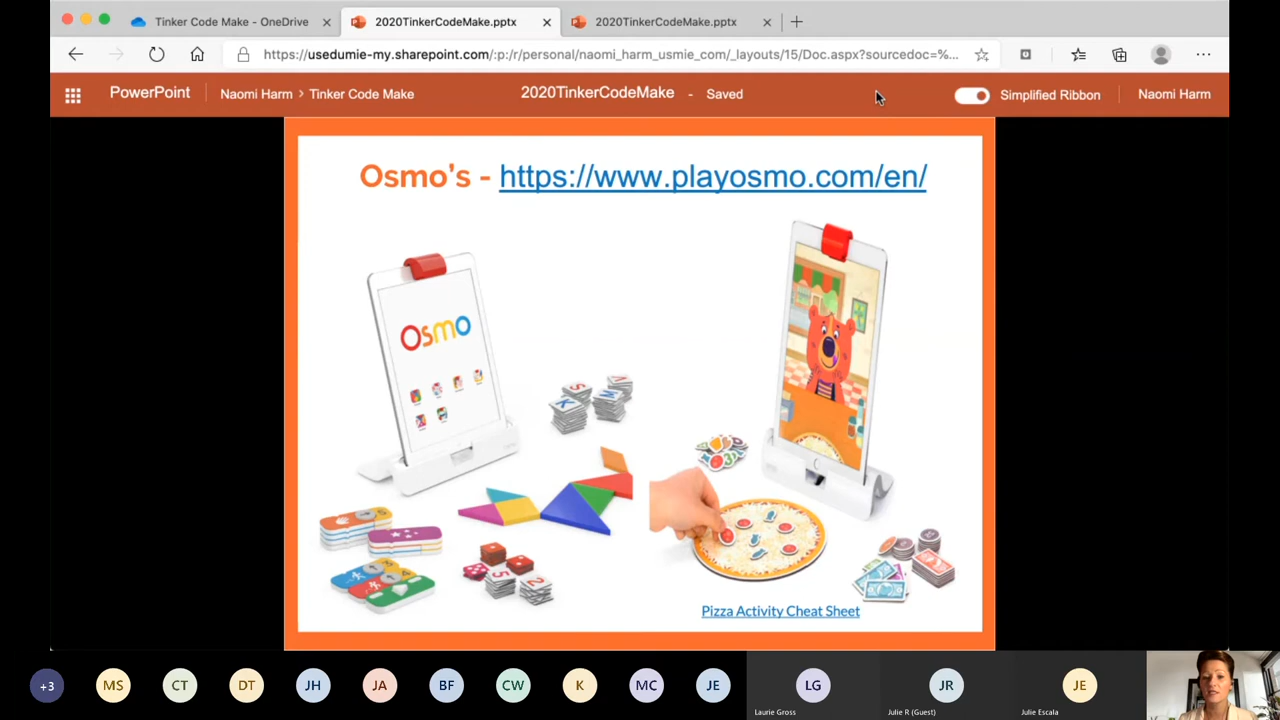 Tinker Code Make - OneDrive
2020TinkerCodeMake.pptx
2020TinkerCodeMake.pptx
https://usedumie-my.sharepoint.com/:p:/r/personal/naomi_harm_usmie_com/_layouts/15/Doc.aspx?sourcedoc=%...
PowerPoint
Naomi Harm > Tinker Code Make
2020TinkerCodeMake - Saved
Simplified Ribbon
Naomi Harm
Osmo's - https://www.playosmo.com/en/
Osmo
K
S
M
5
2
Pizza Activity Cheat Sheet
+3
MS
CT
DT
JH
JA
BF
CW
K
MC
JE
LG
JR
JE
Laurie Gross
Julie R (Guest)
Julie Escala